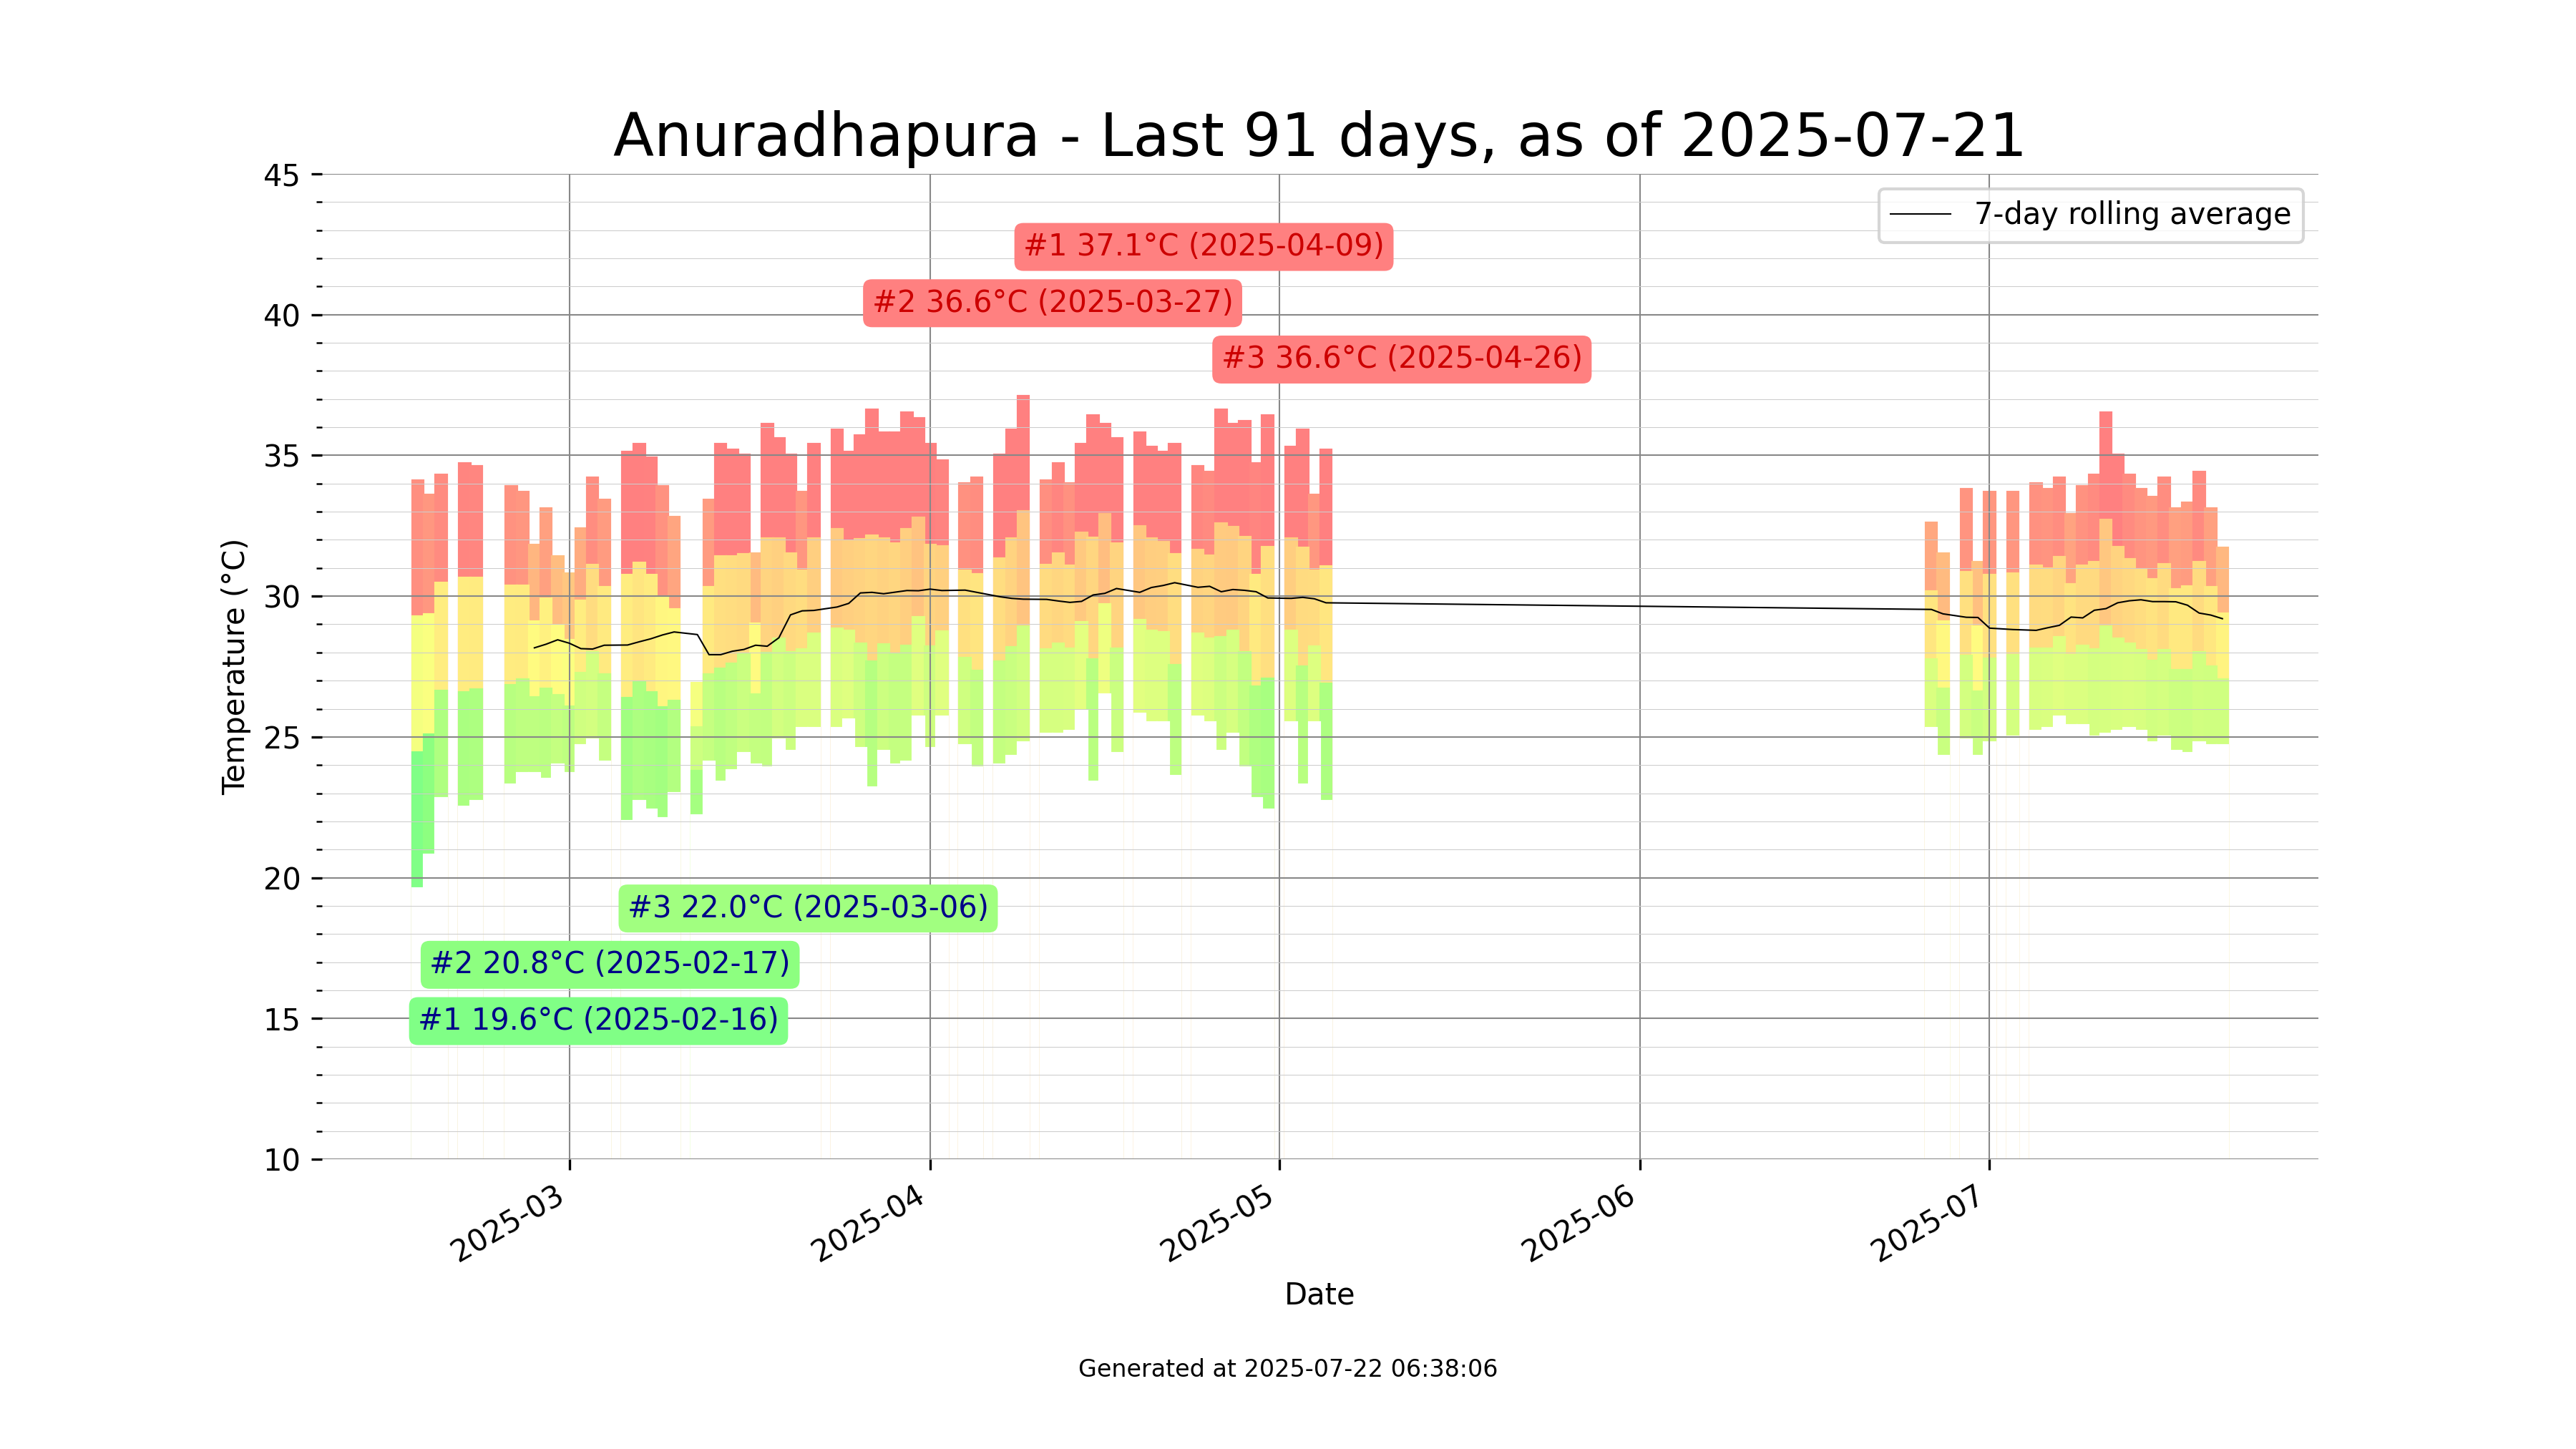 Anuradhapura - Last 91 days, as of 2025-07-21
7-day rolling average
#1 37.1°C (2025-04-09)
#2 36.6°C (2025-03-27)
#3 36.6°C (2025-04-26)
Temperature (°C)
45
40
35
30
25
20
15
10
#3 22.0°C (2025-03-06)
#2 20.8°C (2025-02-17)
#1 19.6°C (2025-02-16)
2025-03
2025-04
2025-05
2025-06
2025-07
Date
Generated at 2025-07-22 06:38:06